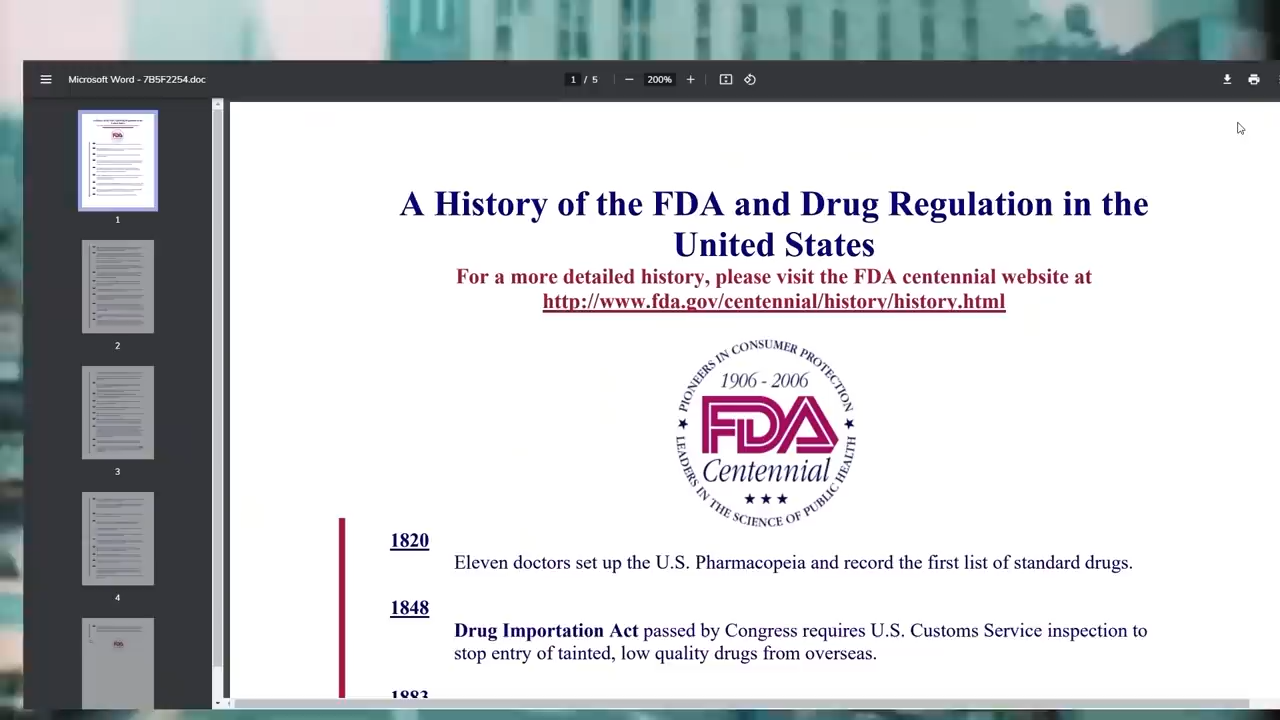 Microsoft Word - 7B5F2254.doc
1 / 5
200%
A History of the FDA and Drug Regulation in the
United States
For a more detailed history, please visit the FDA centennial website at
http://www.fda.gov/centennial/history/history.html
PIONEERS IN CONSUMER PROTECTION
1906 - 2006
FDA
Centennial
LEADERS IN THE SCIENCE OF PUBLIC HEALTH
1820
Eleven doctors set up the U.S. Pharmacopeia and record the first list of standard drugs.
1848
Drug Importation Act passed by Congress requires U.S. Customs Service inspection to
stop entry of tainted, low quality drugs from overseas.
1883
1
2
3
4